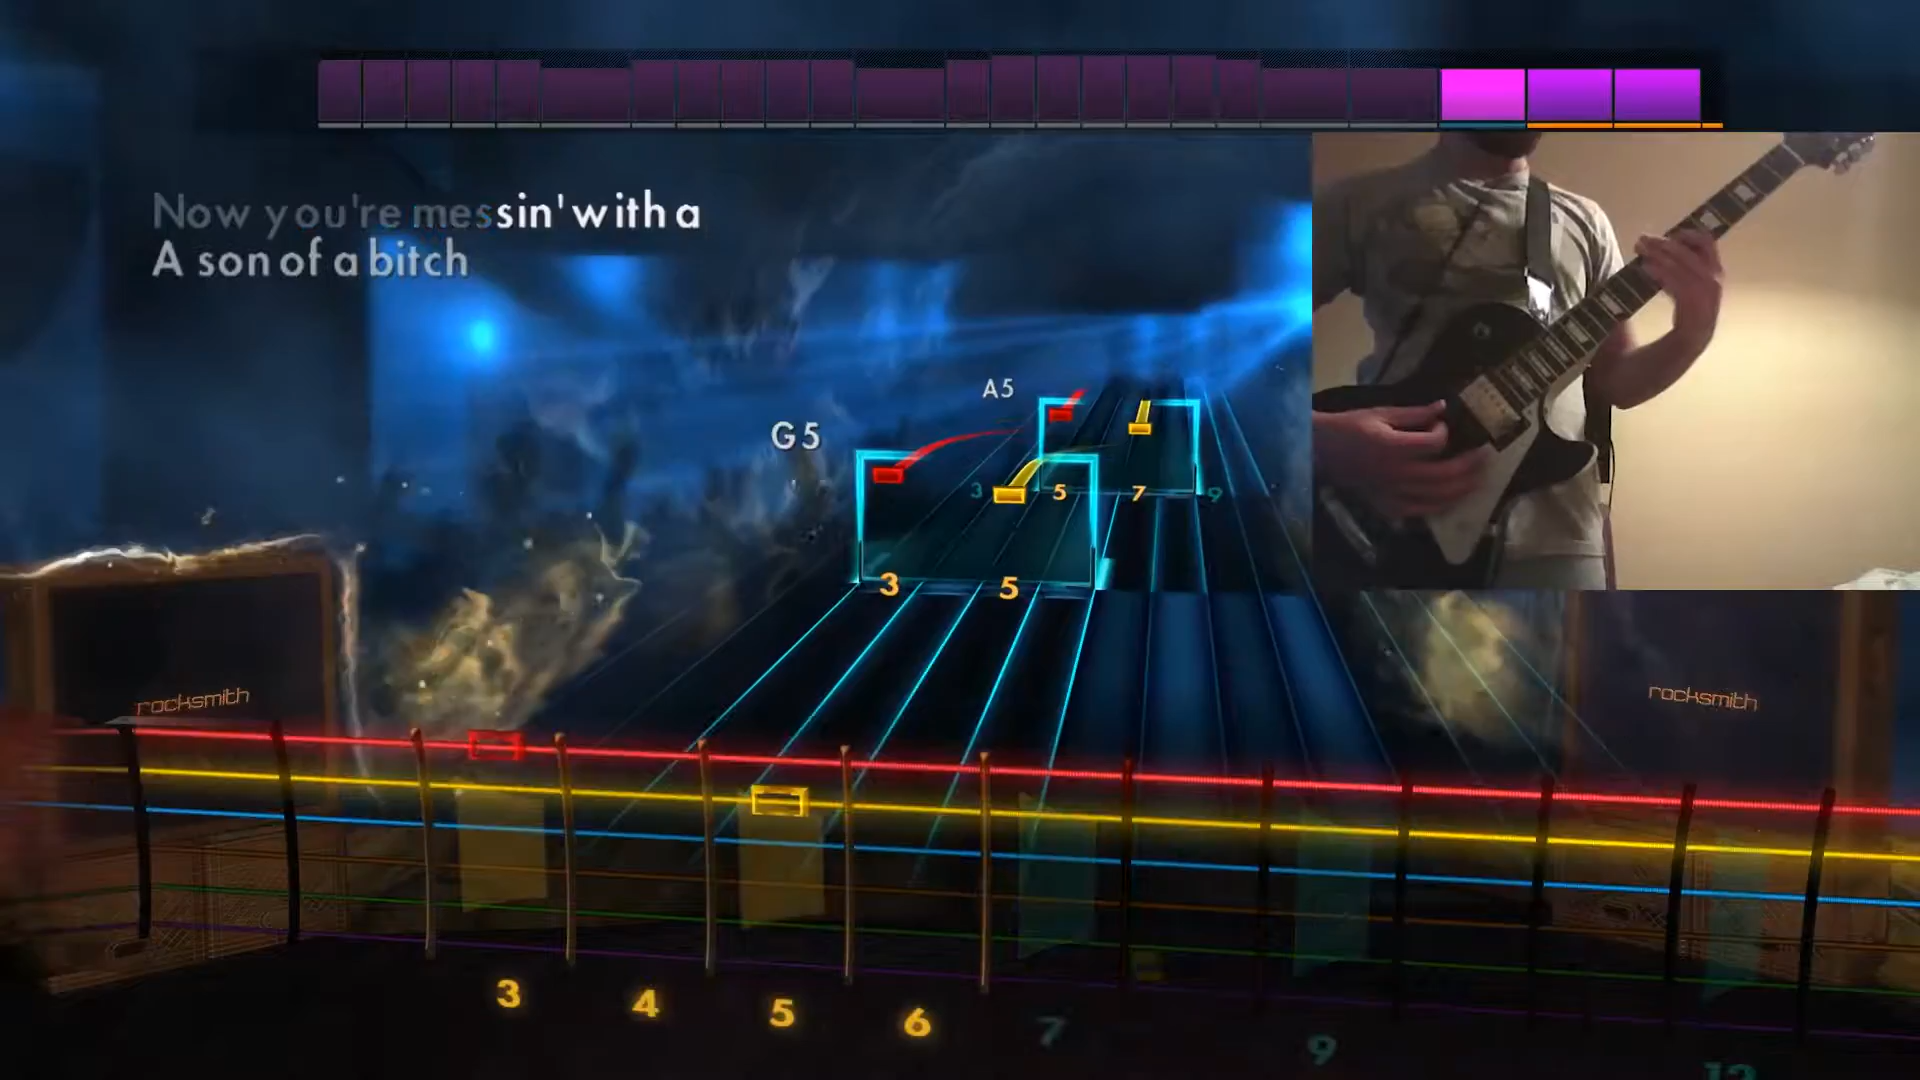 Now you're messin' with a
A son of a bitch
A5
G5
3 5 7 9
3 5
rocksmith
rocksmith
3 4 5 6 7 9 12